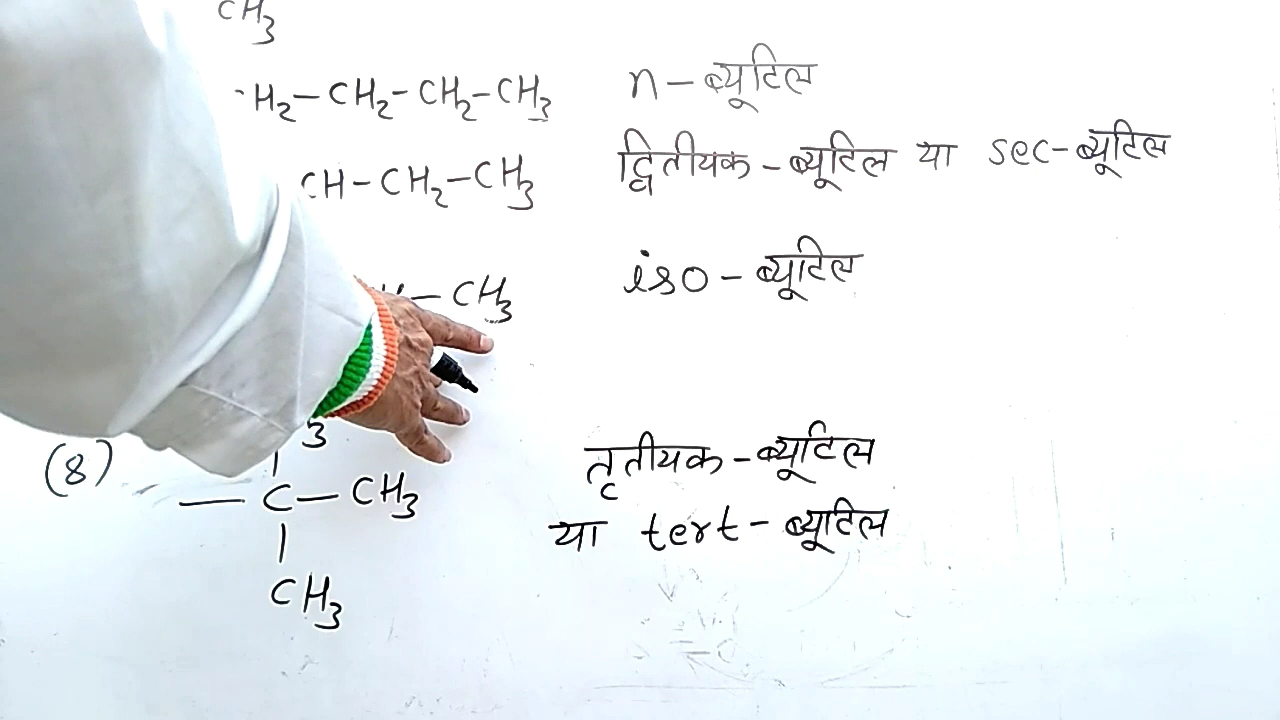 CH3
H2-CH2-CH2-CH3 n-ब्यूटिल
CH-CH2-CH3 द्वितीयक-ब्यूटिल या sec-ब्यूटिल
-CH3 iso-ब्यूटिल
(8)
3
तृतीयक-ब्यूटिल
-C-CH3
या tert-ब्यूटिल
CH3